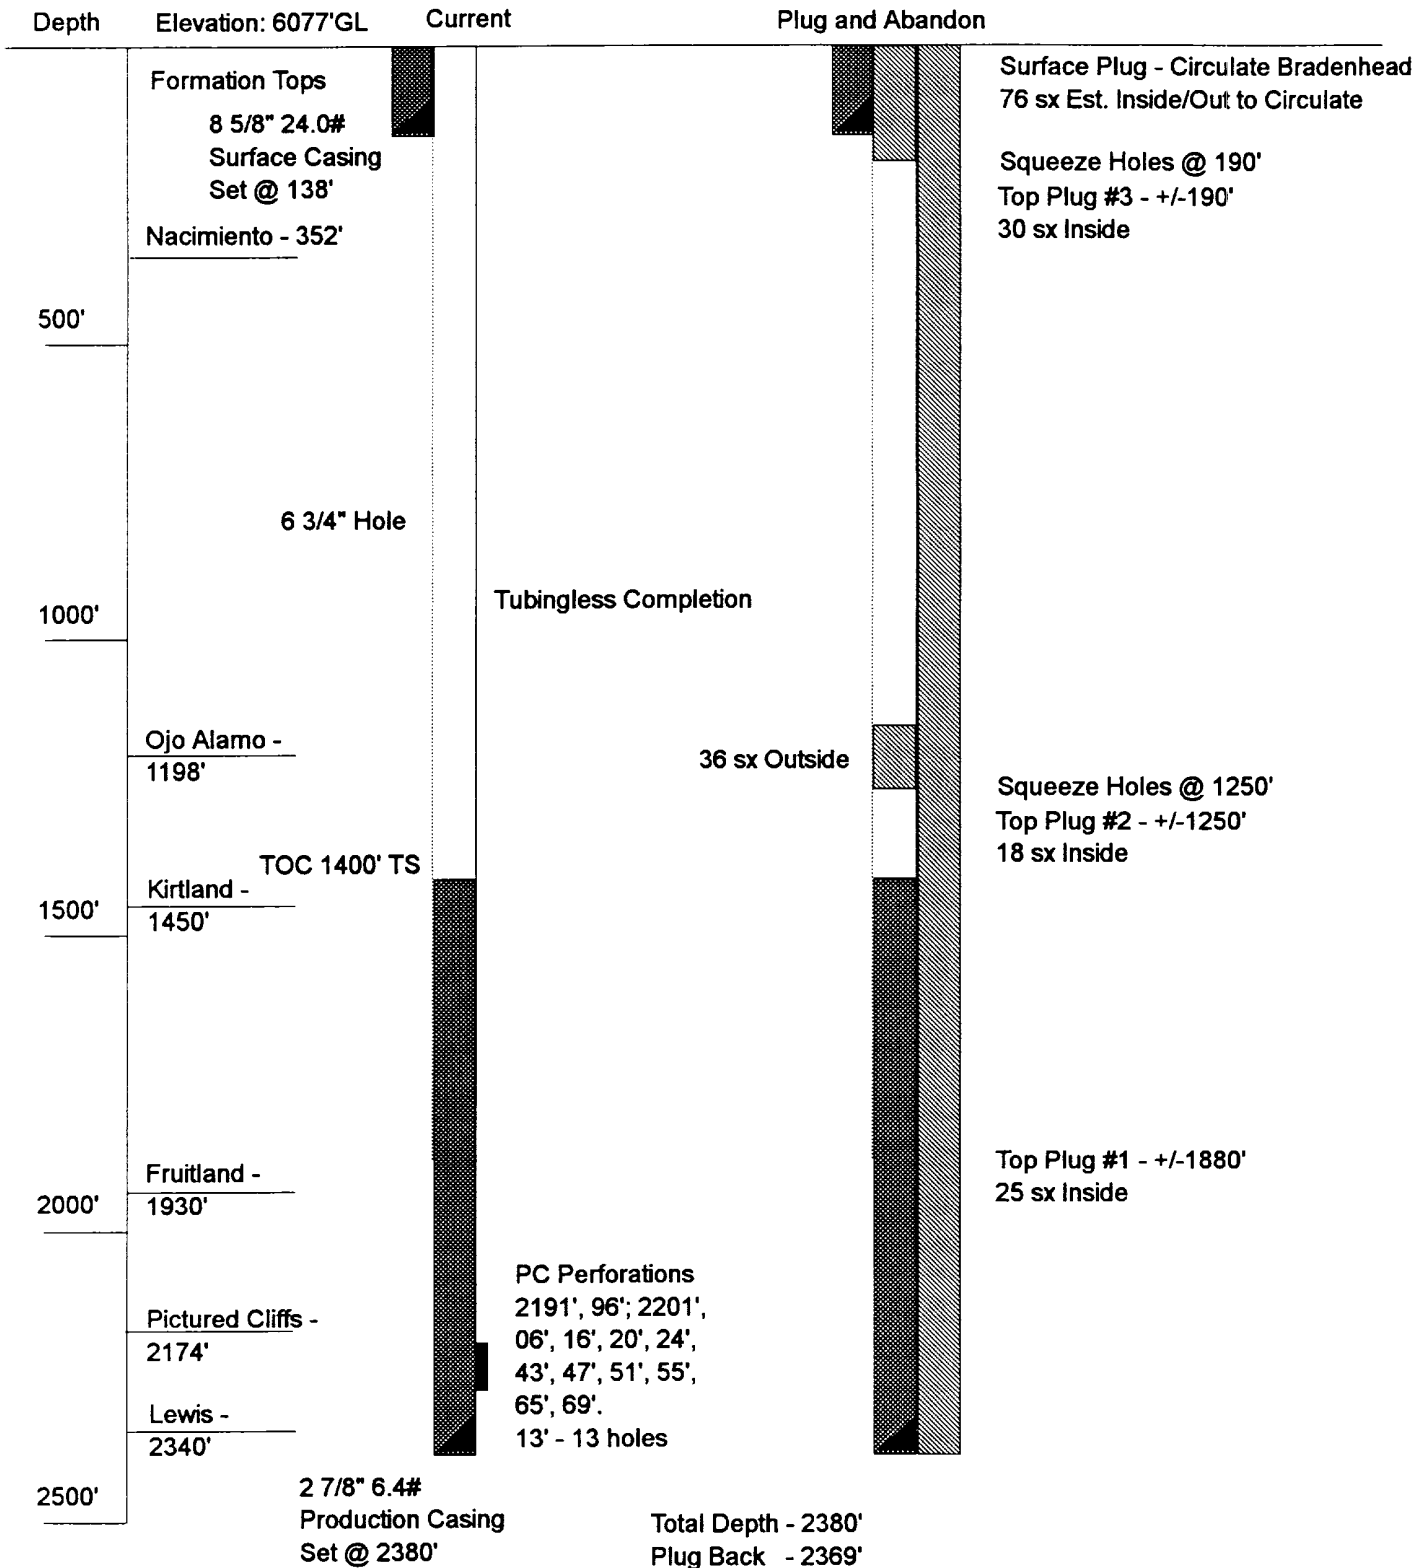 Depth
Elevation: 6077'GL
Current
Plug and Abandon
Formation Tops
8 5/8" 24.0#
Surface Casing
Set @ 138'
Nacimiento - 352'
500'
6 3/4" Hole
1000'
Tubingless Completion
Ojo Alamo -
1198'
TOC 1400' TS
Kirtland -
1450'
1500'
Fruitland -
1930'
2000'
PC Perforations
2191', 96'; 2201',
06', 16', 20', 24',
43', 47', 51', 55',
65', 69'.
13' - 13 holes
Pictured Cliffs -
2174'
Lewis -
2340'
2500'
2 7/8" 6.4#
Production Casing
Set @ 2380'
Total Depth - 2380'
Plug Back - 2369'
Surface Plug - Circulate Bradenhead
76 sx Est. Inside/Out to Circulate
Squeeze Holes @ 190'
Top Plug #3 - +/-190'
30 sx Inside
36 sx Outside
Squeeze Holes @ 1250'
Top Plug #2 - +/-1250'
18 sx Inside
Top Plug #1 - +/-1880'
25 sx Inside